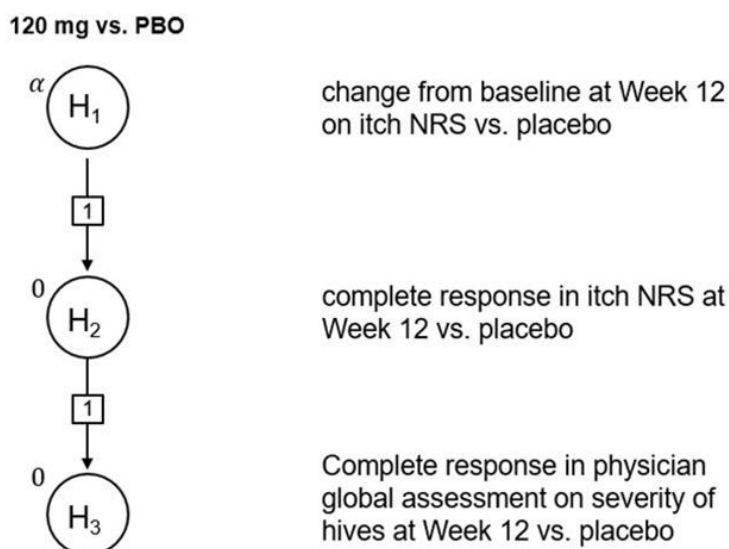 120 mg vs. PBO
α
H₁
change from baseline at Week 12
on itch NRS vs. placebo
1
0
H₂
complete response in itch NRS at
Week 12 vs. placebo
1
0
H₃
Complete response in physician
global assessment on severity of
hives at Week 12 vs. placebo